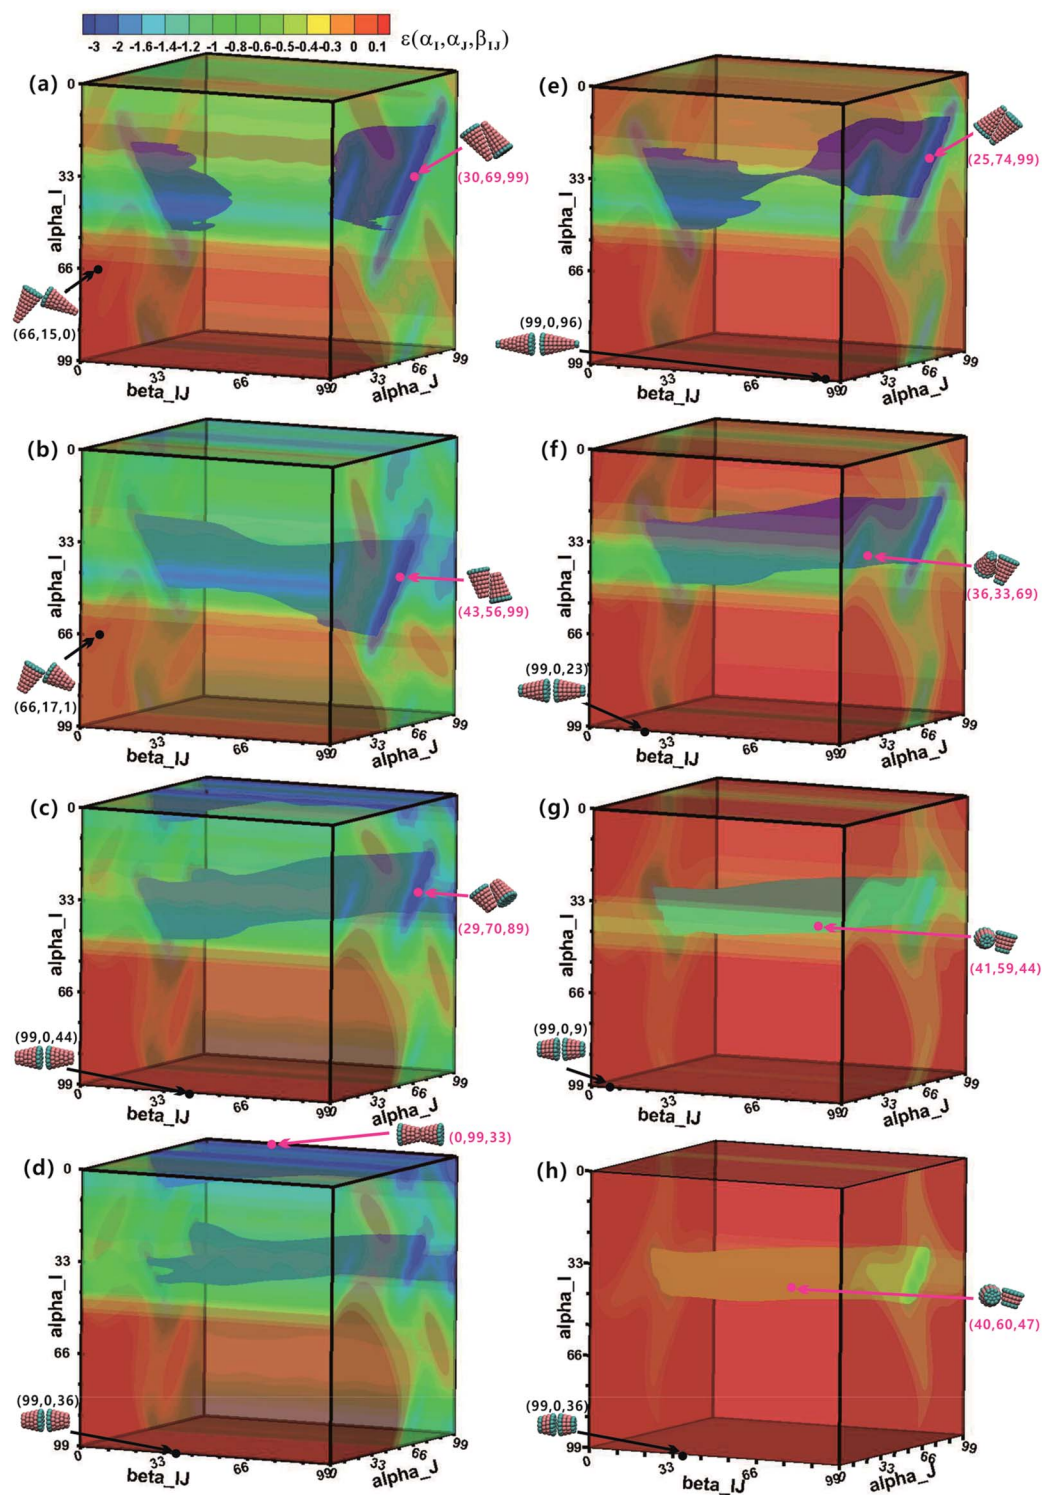 ε(α_I,α_J,β_IJ)
-3 -2 -1.6 -1.4 -1.2 -1 -0.8 -0.6 -0.5 -0.4 -0.3 0 0.1
(a)
0
33
66
99
alpha_I
0 33 66 99
beta_IJ
0 33 66 99
alpha_J
(30,69,99)
(66,15,0)
(e)
0
33
66
99
alpha_I
0 33 66 99
beta_IJ
0 33 66 99
alpha_J
(25,74,99)
(99,0,96)
(b)
0
33
66
99
alpha_I
0 33 66 99
beta_IJ
0 33 66 99
alpha_J
(43,56,99)
(66,17,1)
(f)
0
33
66
99
alpha_I
0 33 66 99
beta_IJ
0 33 66 99
alpha_J
(36,33,69)
(99,0,23)
(c)
0
33
66
99
alpha_I
0 33 66 99
beta_IJ
0 33 66 99
alpha_J
(29,70,89)
(99,0,44)
(g)
0
33
66
99
alpha_I
0 33 66 99
beta_IJ
0 33 66 99
alpha_J
(41,59,44)
(99,0,9)
(d)
0
33
66
99
alpha_I
0 33 66 99
beta_IJ
0 33 66 99
alpha_J
(0,99,33)
(99,0,36)
(h)
0
33
66
99
alpha_I
0 33 66 99
beta_IJ
0 33 66 99
alpha_J
(40,60,47)
(99,0,36)